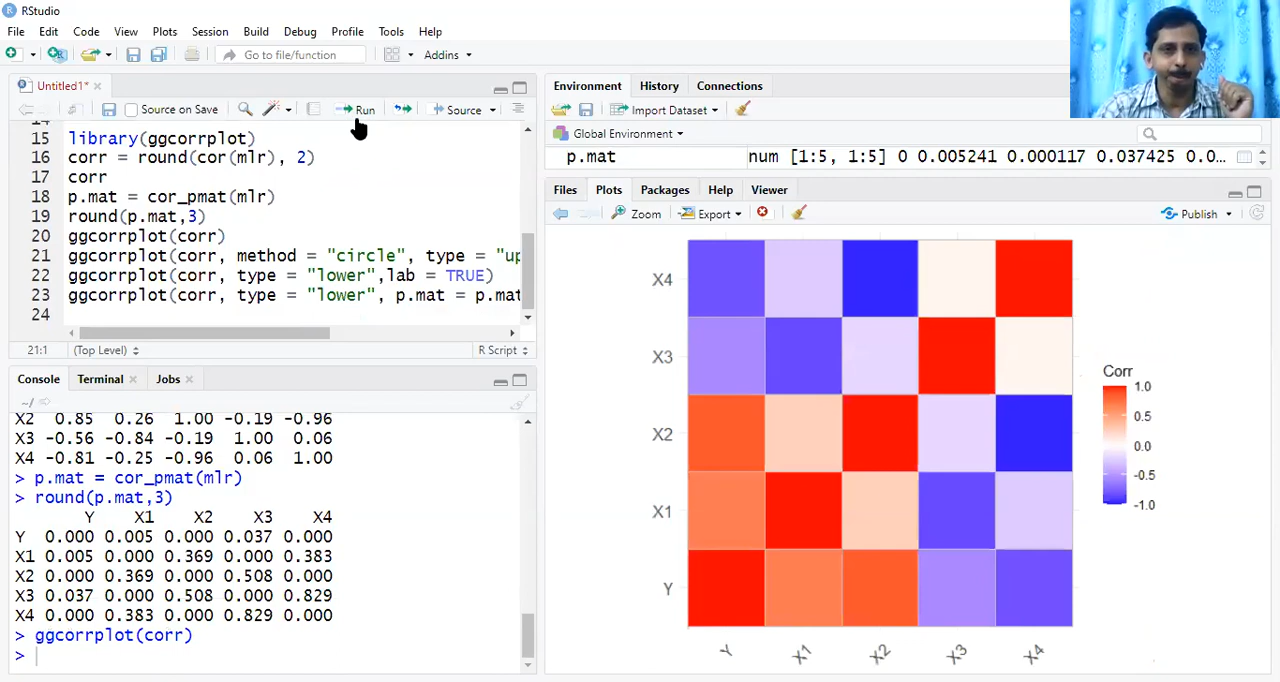 RStudio
File Edit Code View Plots Session Build Debug Profile Tools Help
Go to file/function Addins
Untitled1*
Source on Save Run Source
15 library(ggcorrplot)
16 corr = round(cor(mlr), 2)
17 corr
18 p.mat = cor_pmat(mlr)
19 round(p.mat,3)
20 ggcorrplot(corr)
21 ggcorrplot(corr, method = "circle", type = "up
22 ggcorrplot(corr, type = "lower",lab = TRUE)
23 ggcorrplot(corr, type = "lower", p.mat = p.mat
24
21:1 (Top Level) R Script
Console Terminal Jobs
~/
X2 0.85 0.26 1.00 -0.19 -0.96
X3 -0.56 -0.84 -0.19 1.00 0.06
X4 -0.81 -0.25 -0.96 0.06 1.00
> p.mat = cor_pmat(mlr)
> round(p.mat,3)
Y X1 X2 X3 X4
Y 0.000 0.005 0.000 0.037 0.000
X1 0.005 0.000 0.369 0.000 0.383
X2 0.000 0.369 0.000 0.508 0.000
X3 0.037 0.000 0.508 0.000 0.829
X4 0.000 0.383 0.000 0.829 0.000
> ggcorrplot(corr)
>
Environment History Connections
Import Dataset
Global Environment
p.mat num [1:5, 1:5] 0 0.005241 0.000117 0.037425 0.0...
Files Plots Packages Help Viewer
Zoom Export Publish
X4
X3
X2
X1
Y
Y X1 X2 X3 X4
Corr
1.0
0.5
0.0
-0.5
-1.0